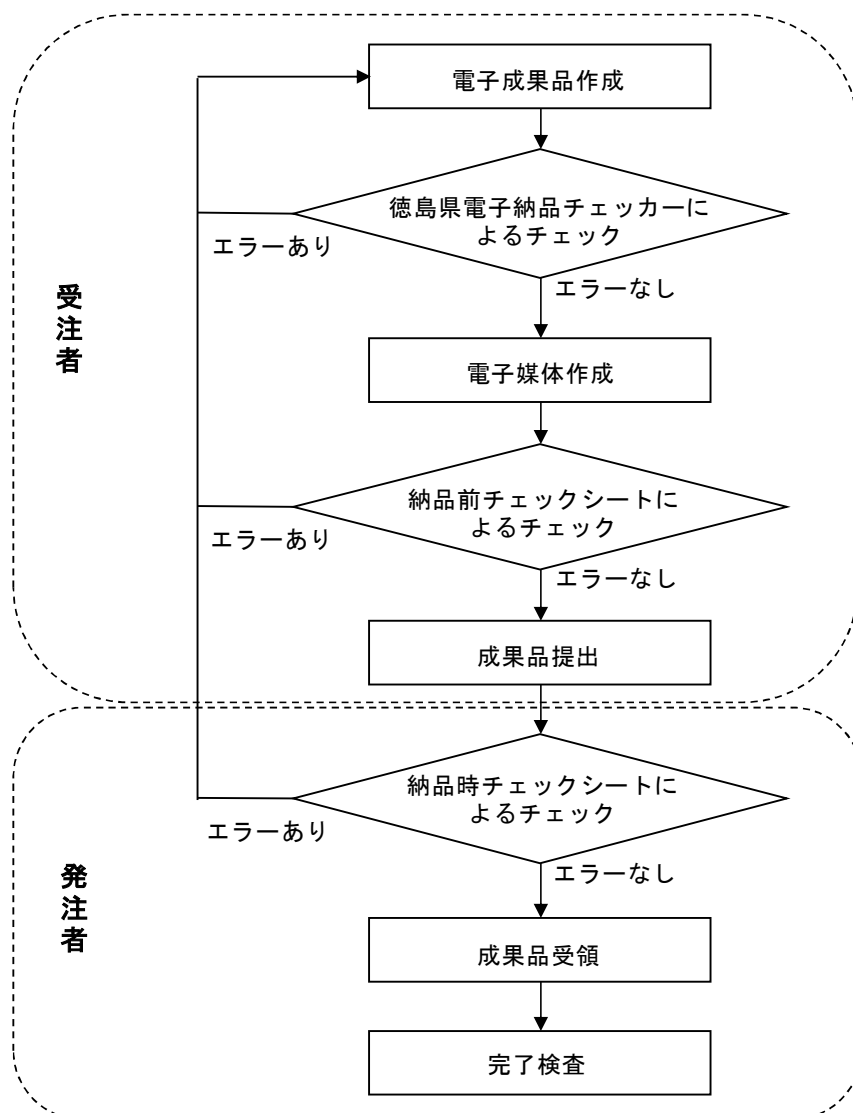 電子成果品作成
徳島県電子納品チェッカーに
よるチェック
エラーあり
エラーなし
受注者
電子媒体作成
納品前チェックシートに
よるチェック
エラーあり
エラーなし
成果品提出
納品時チェックシートに
よるチェック
エラーあり
エラーなし
発注者
成果品受領
完了検査